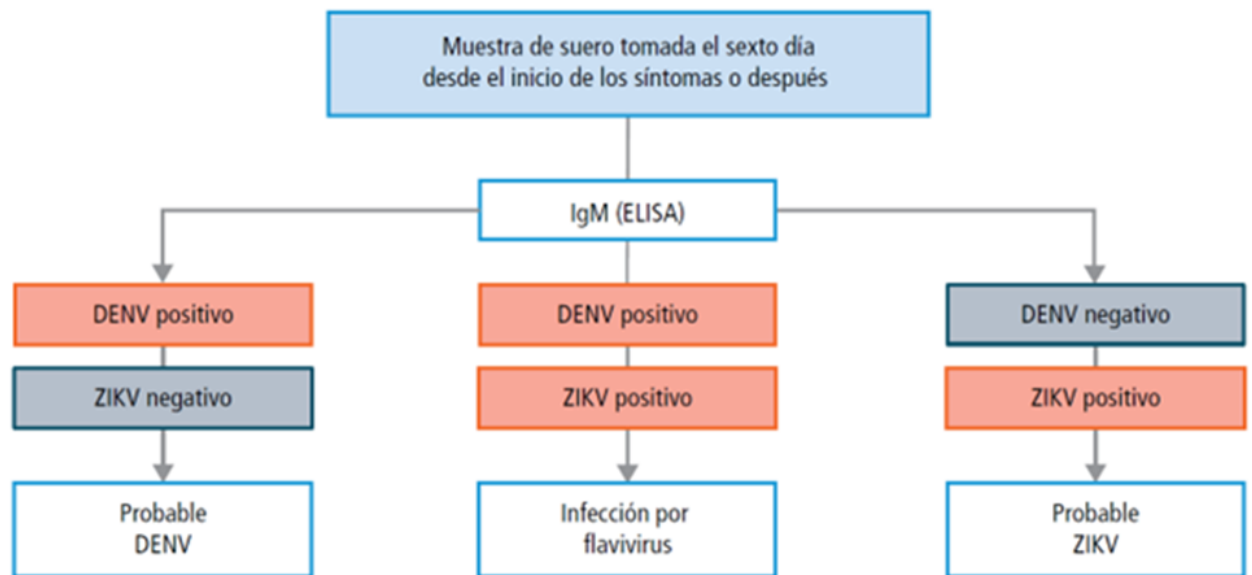 Muestra de suero tomada el sexto día
desde el inicio de los síntomas o después
IgM (ELISA)
DENV positivo
DENV positivo
DENV negativo
ZIKV negativo
ZIKV positivo
ZIKV positivo
Probable
DENV
Infección por
flavivirus
Probable
ZIKV